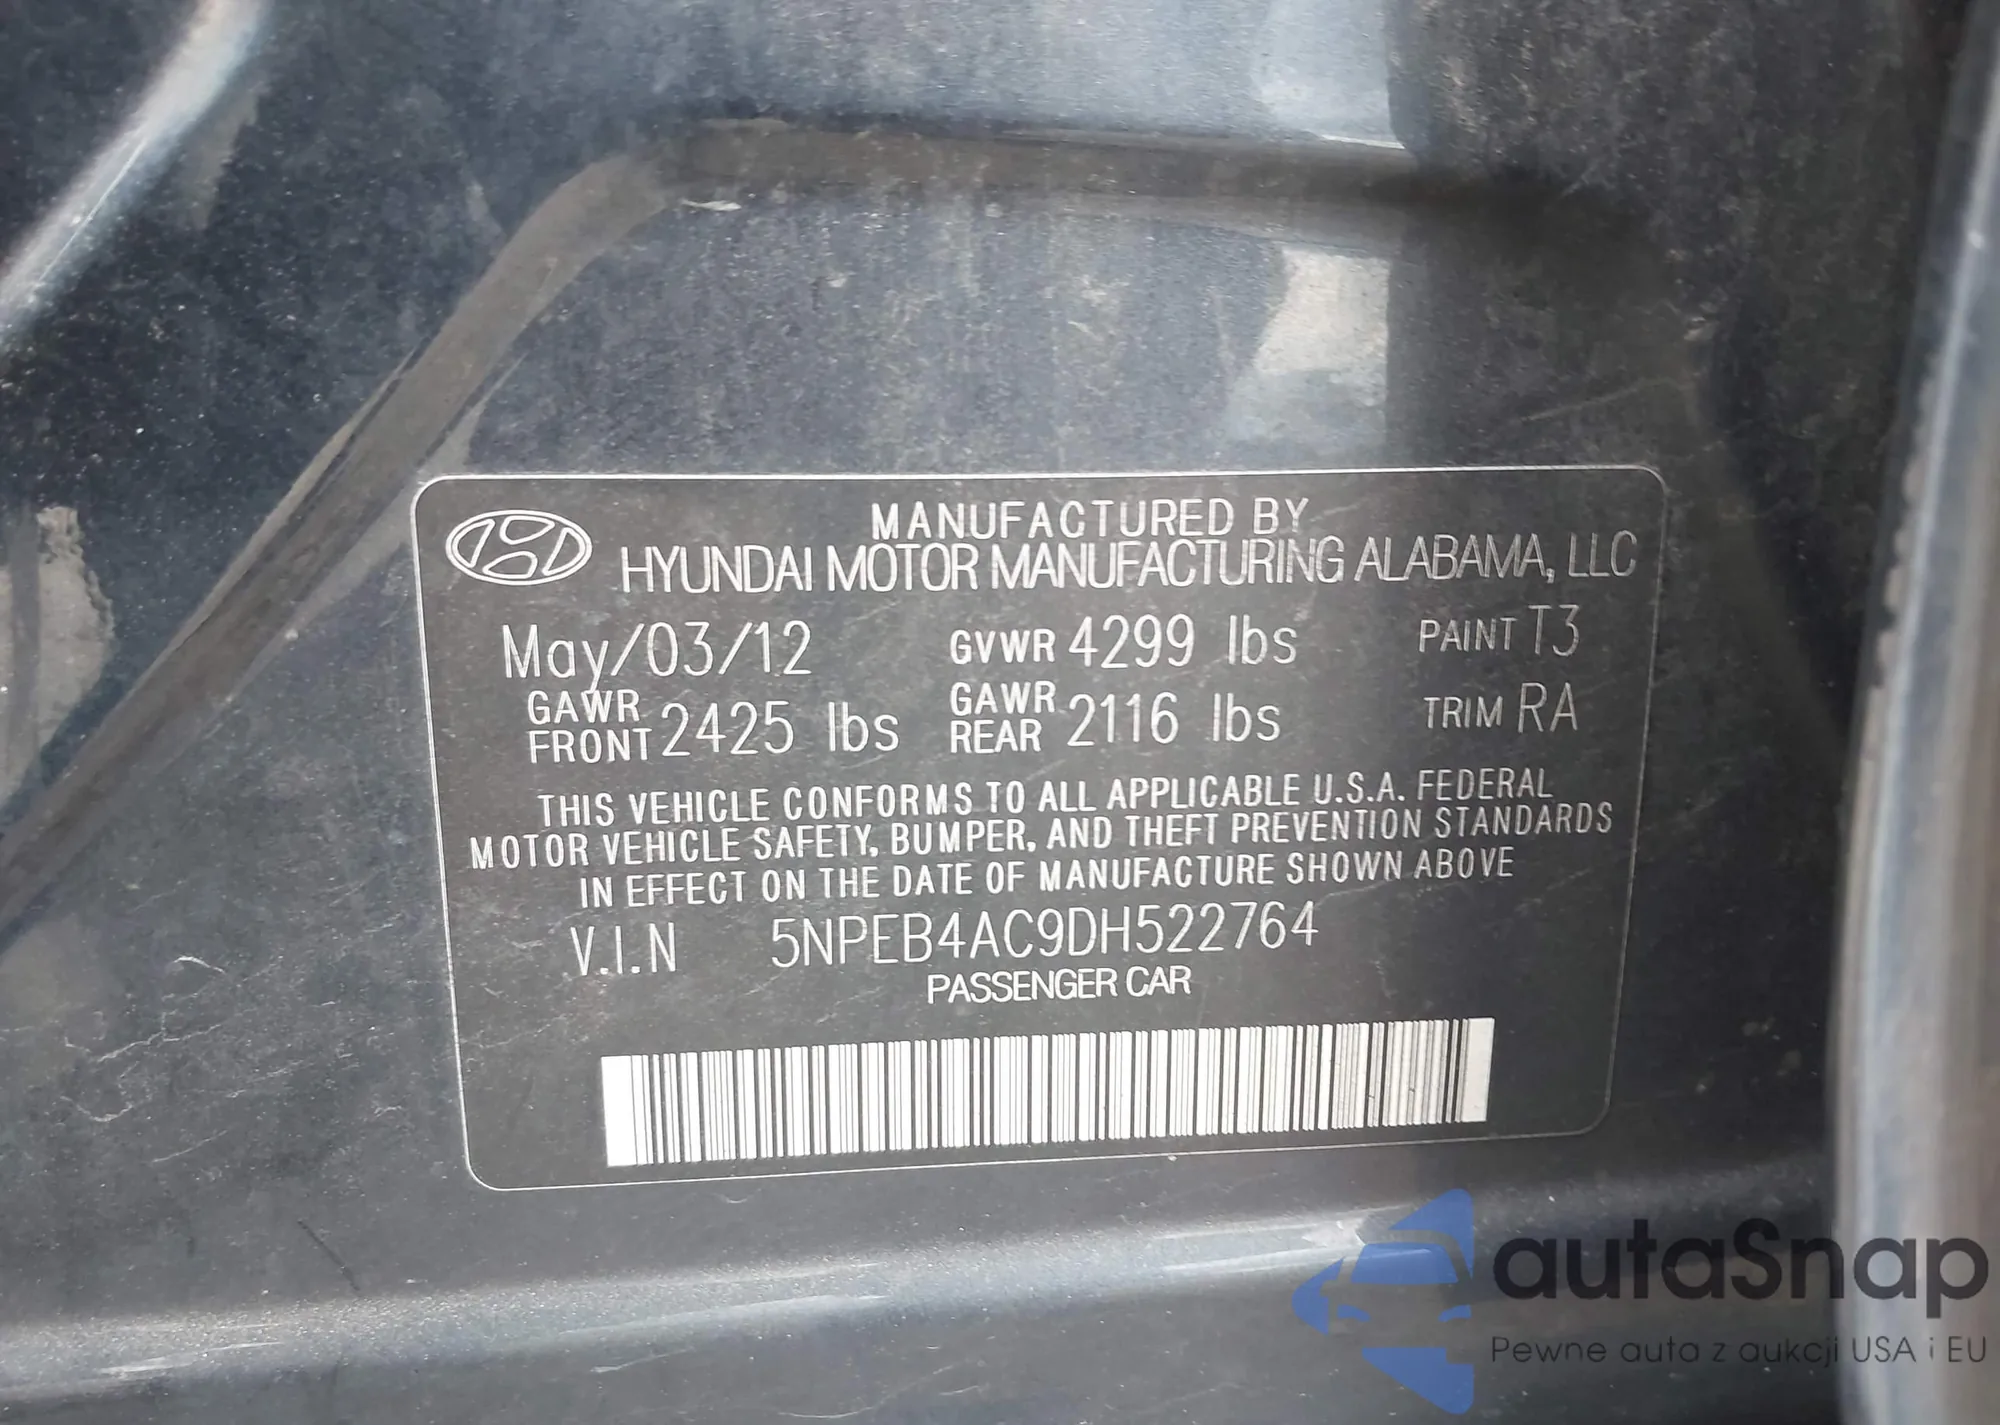 MANUFACTURED BY
HYUNDAI MOTOR MANUFACTURING ALABAMA, LLC
May/03/12 GVWR 4299 lbs PAINT T3
GAWR FRONT 2425 lbs GAWR REAR 2116 lbs TRIM RA
THIS VEHICLE CONFORMS TO ALL APPLICABLE U.S.A. FEDERAL
MOTOR VEHICLE SAFETY, BUMPER, AND THEFT PREVENTION STANDARDS
IN EFFECT ON THE DATE OF MANUFACTURE SHOWN ABOVE
V.I.N 5NPEB4AC9DH522764
PASSENGER CAR
autaSnap
Pewne auta z aukcji USA i EU